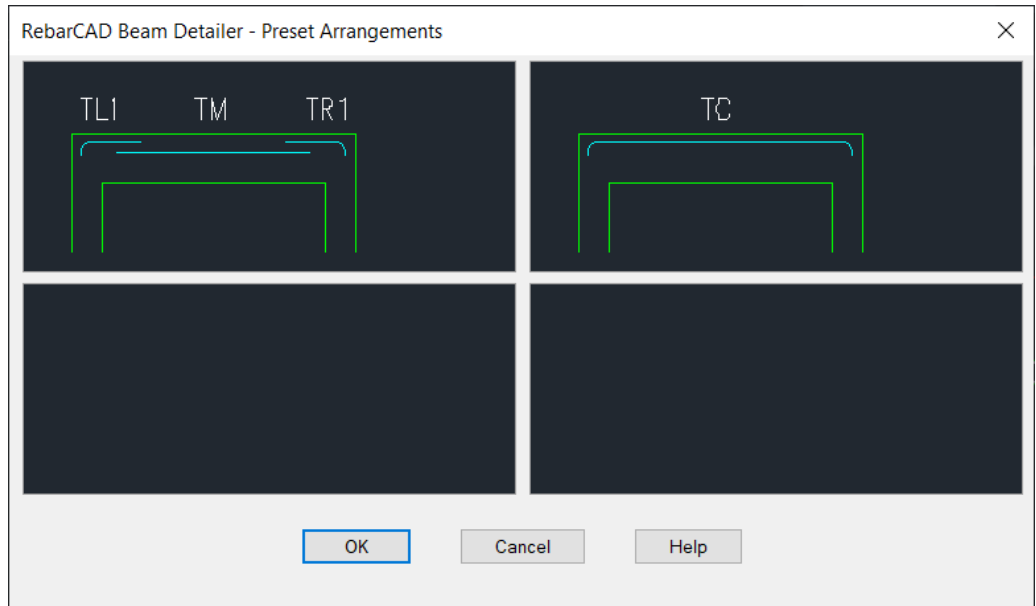 RebarCAD Beam Detailer - Preset Arrangements
TL1 TM TR1
TC
OK Cancel Help